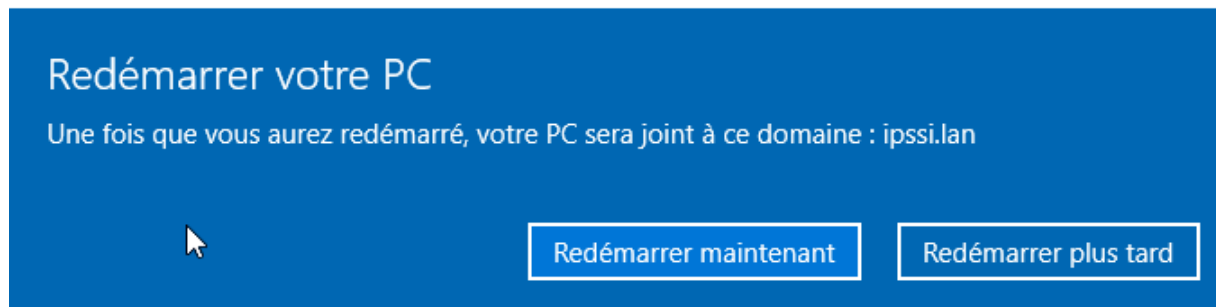 Redémarrer votre PC
Une fois que vous aurez redémarré, votre PC sera joint à ce domaine : ipssi.lan
Redémarrer maintenant
Redémarrer plus tard